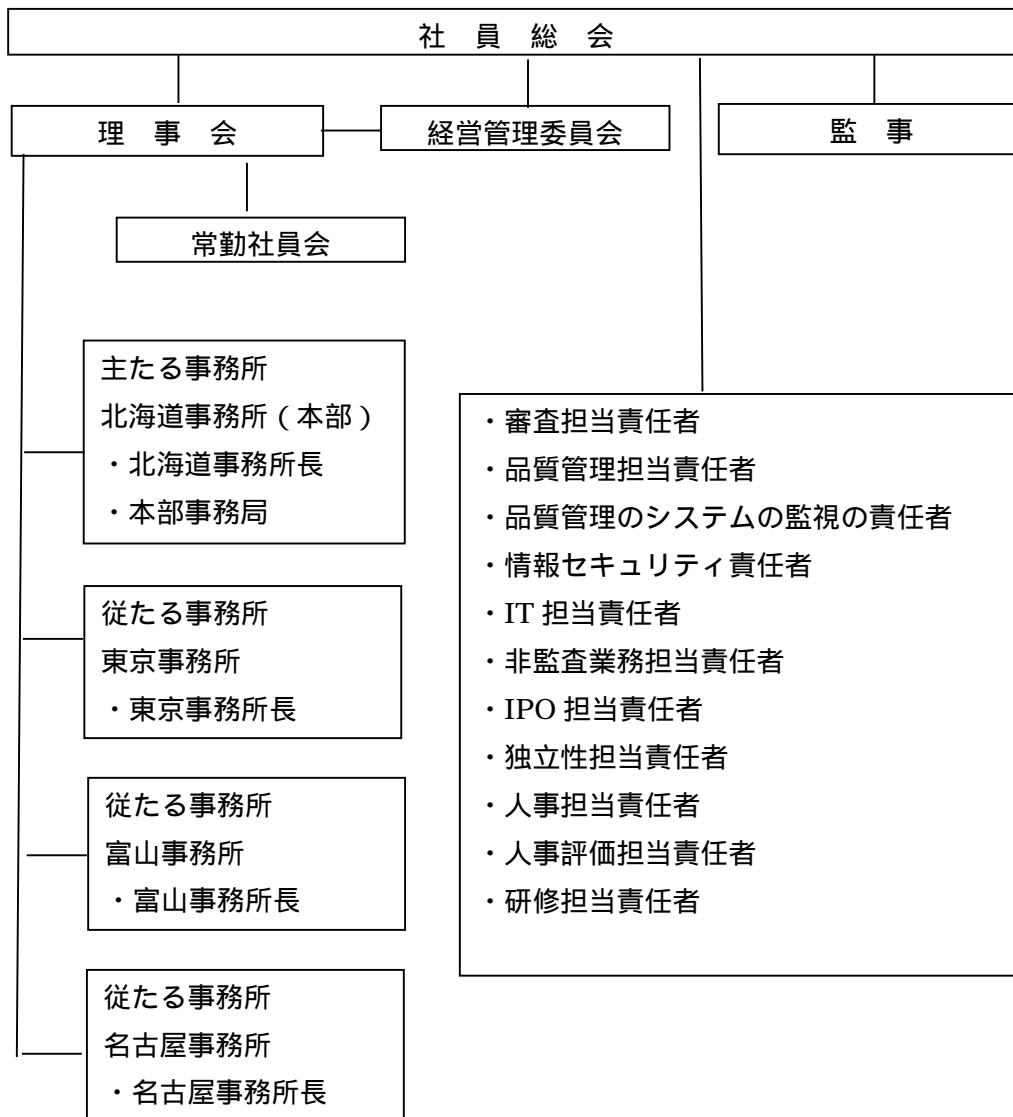 社 員 総 会
理 事 会
経営管理委員会
監 事
常勤社員会
主たる事務所
北海道事務所（本部）
・北海道事務所長
・本部事務局
従たる事務所
東京事務所
・東京事務所長
従たる事務所
富山事務所
・富山事務所長
従たる事務所
名古屋事務所
・名古屋事務所長
・審査担当責任者
・品質管理担当責任者
・品質管理のシステムの監視の責任者
・情報セキュリティ責任者
・IT 担当責任者
・非監査業務担当責任者
・IPO 担当責任者
・独立性担当責任者
・人事担当責任者
・人事評価担当責任者
・研修担当責任者